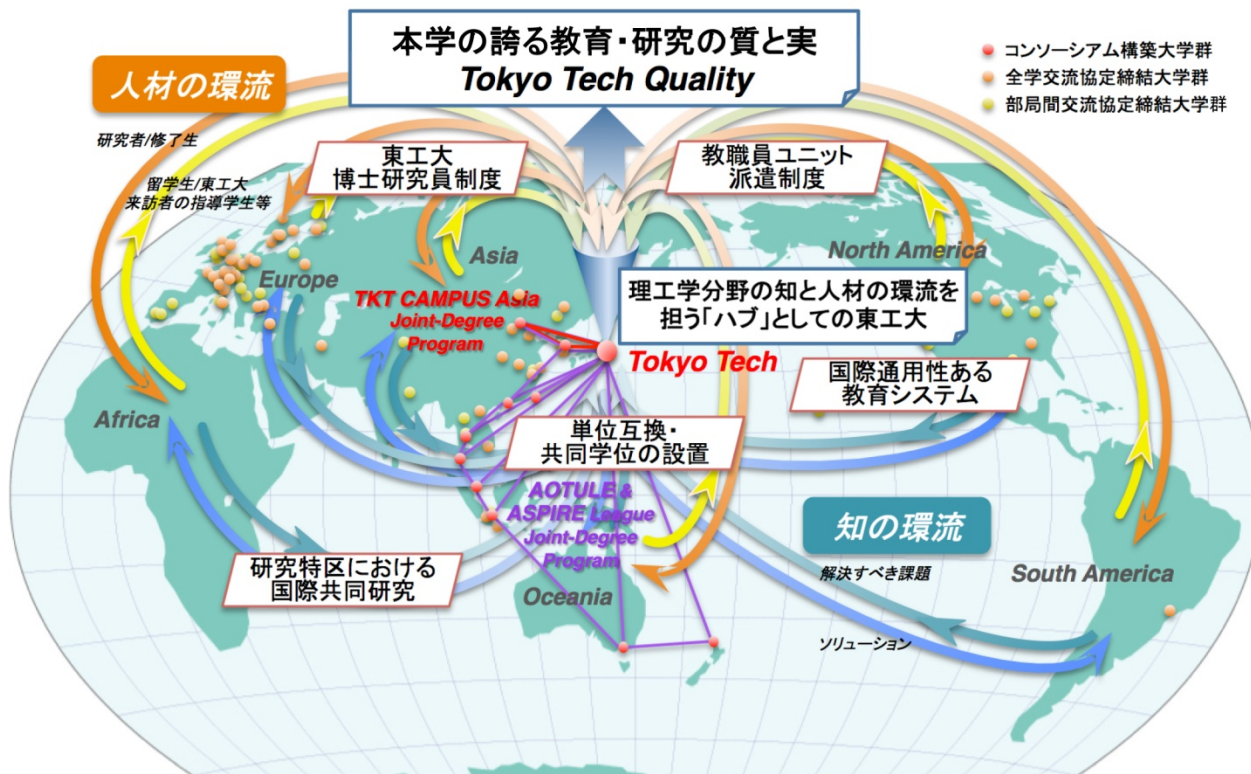 本学の誇る教育・研究の質と実
Tokyo Tech Quality
コンソーシアム構築大学群
全学交流協定締結大学群
部局間交流協定締結大学群
人材の環流
研究者/修了生
留学生/東工大
来訪者の指導学生等
東工大
博士研究員制度
教職員ユニット
派遣制度
Asia
North America
Europe
TKT CAMPUS Asia
Joint-Degree
Program
理工学分野の知と人材の環流を
担う「ハブ」としての東工大
Tokyo Tech
国際通用性ある
教育システム
Africa
単位互換・
共同学位の設置
AOTULE &
ASPIRE League
Joint-Degree
Program
知の環流
研究特区における
国際共同研究
解決すべき課題
South America
Oceania
ソリューション